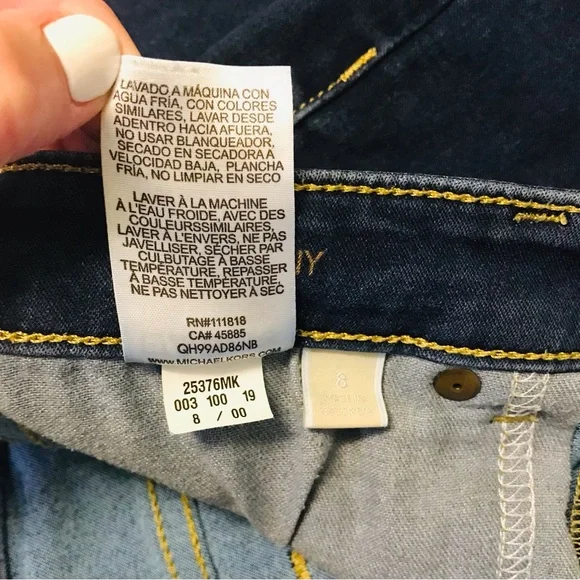 LAVADO A MÁQUINA CON
AGUA FRÍA, CON COLORES
SIMILARES, LAVAR DESDE
ADENTRO HACIA AFUERA,
NO USAR BLANQUEADOR,
SECADO EN SECADORA A
VELOCIDAD BAJA, PLANCHA
FRÍA, NO LIMPIAR EN SECO
LAVER À LA MACHINE
À L'EAU FROIDE, AVEC DES
COULEURSSIMILAIRES,
LAVER À L'ENVERS, NE PAS
JAVELLISER, SÉCHER PAR
CULBUTAGE À BASSE
TEMPÉRATURE, REPASSER
À BASSE TEMPÉRATURE,
NE PAS NETTOYER À SEC
RN#111818
CA# 45885
QH99AD86NB
WWW.MICHAELKORS.COM
25376MK
003 100 19
8 / 00
6
NY